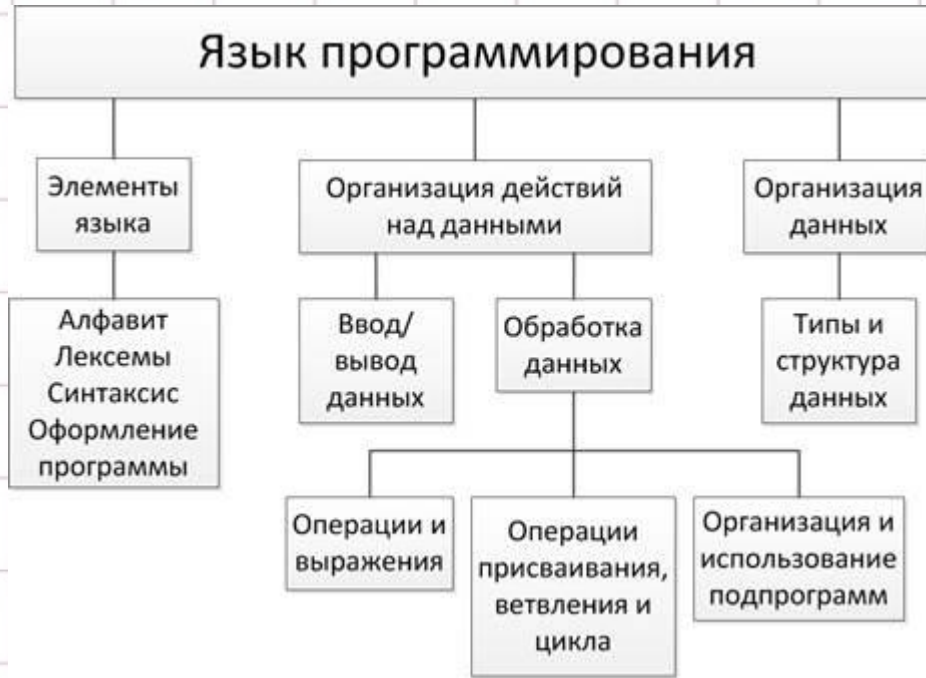 Язык программирования
Элементы
языка
Организация действий
над данными
Организация
данных
Алфавит
Лексемы
Синтаксис
Оформление
программы
Ввод/
вывод
данных
Обработка
данных
Типы и
структура
данных
Операции и
выражения
Операции
присваивания,
ветвления и
цикла
Организация и
использование
подпрограмм